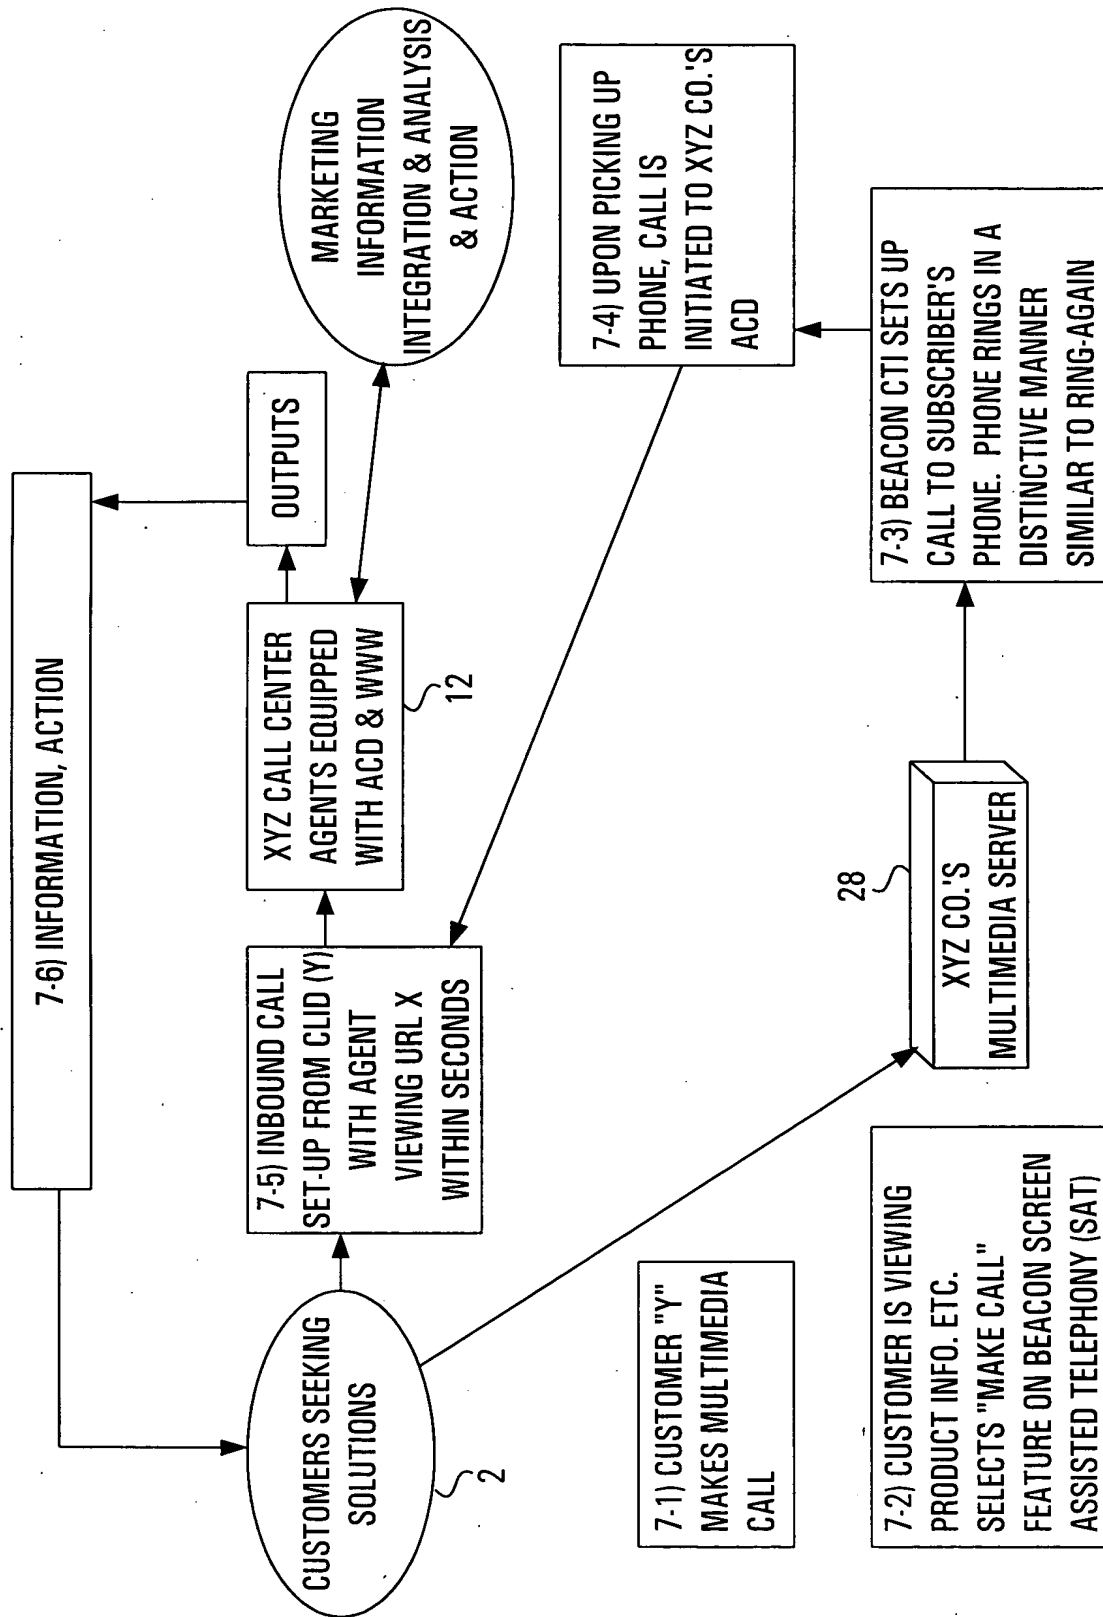 7-6) INFORMATION, ACTION
OUTPUTS
MARKETING
INFORMATION
INTEGRATION & ANALYSIS
& ACTION
CUSTOMERS SEEKING
SOLUTIONS
2
7-5) INBOUND CALL
SET-UP FROM CLID (Y)
WITH AGENT
VIEWING URL X
WITHIN SECONDS
XYZ CALL CENTER
AGENTS EQUIPPED
WITH ACD & WWW
12
7-4) UPON PICKING UP
PHONE, CALL IS
INITIATED TO XYZ CO.'S
ACD
7-1) CUSTOMER "Y"
MAKES MULTIMEDIA
CALL
28
XYZ CO.'S
MULTIMEDIA SERVER
7-2) CUSTOMER IS VIEWING
PRODUCT INFO. ETC.
SELECTS "MAKE CALL"
FEATURE ON BEACON SCREEN
ASSISTED TELEPHONY (SAT)
7-3) BEACON CTI SETS UP
CALL TO SUBSCRIBER'S
PHONE. PHONE RINGS IN A
DISTINCTIVE MANNER
SIMILAR TO RING-AGAIN